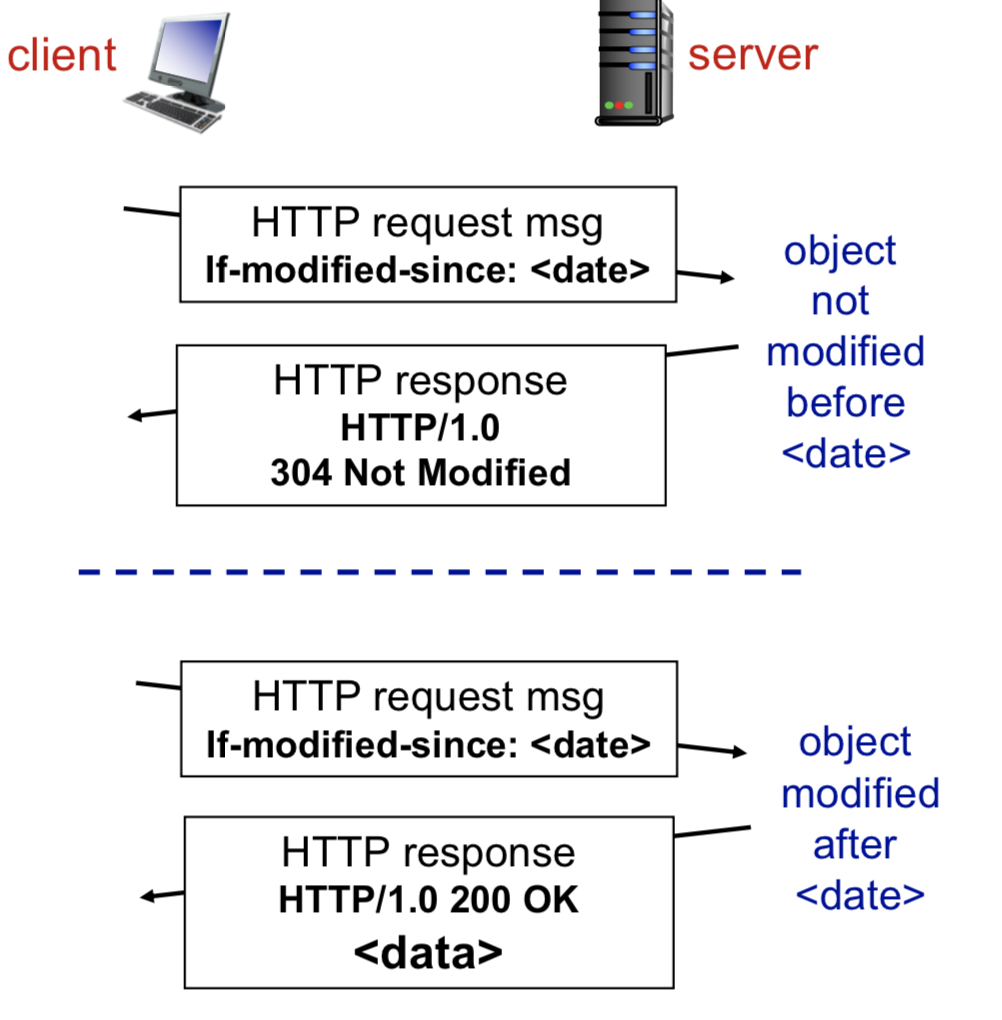 client
server
HTTP request msg
If-modified-since: <date>
object
not
modified
before
<date>
HTTP response
HTTP/1.0
304 Not Modified
HTTP request msg
If-modified-since: <date>
object
modified
after
<date>
HTTP response
HTTP/1.0 200 OK
<data>